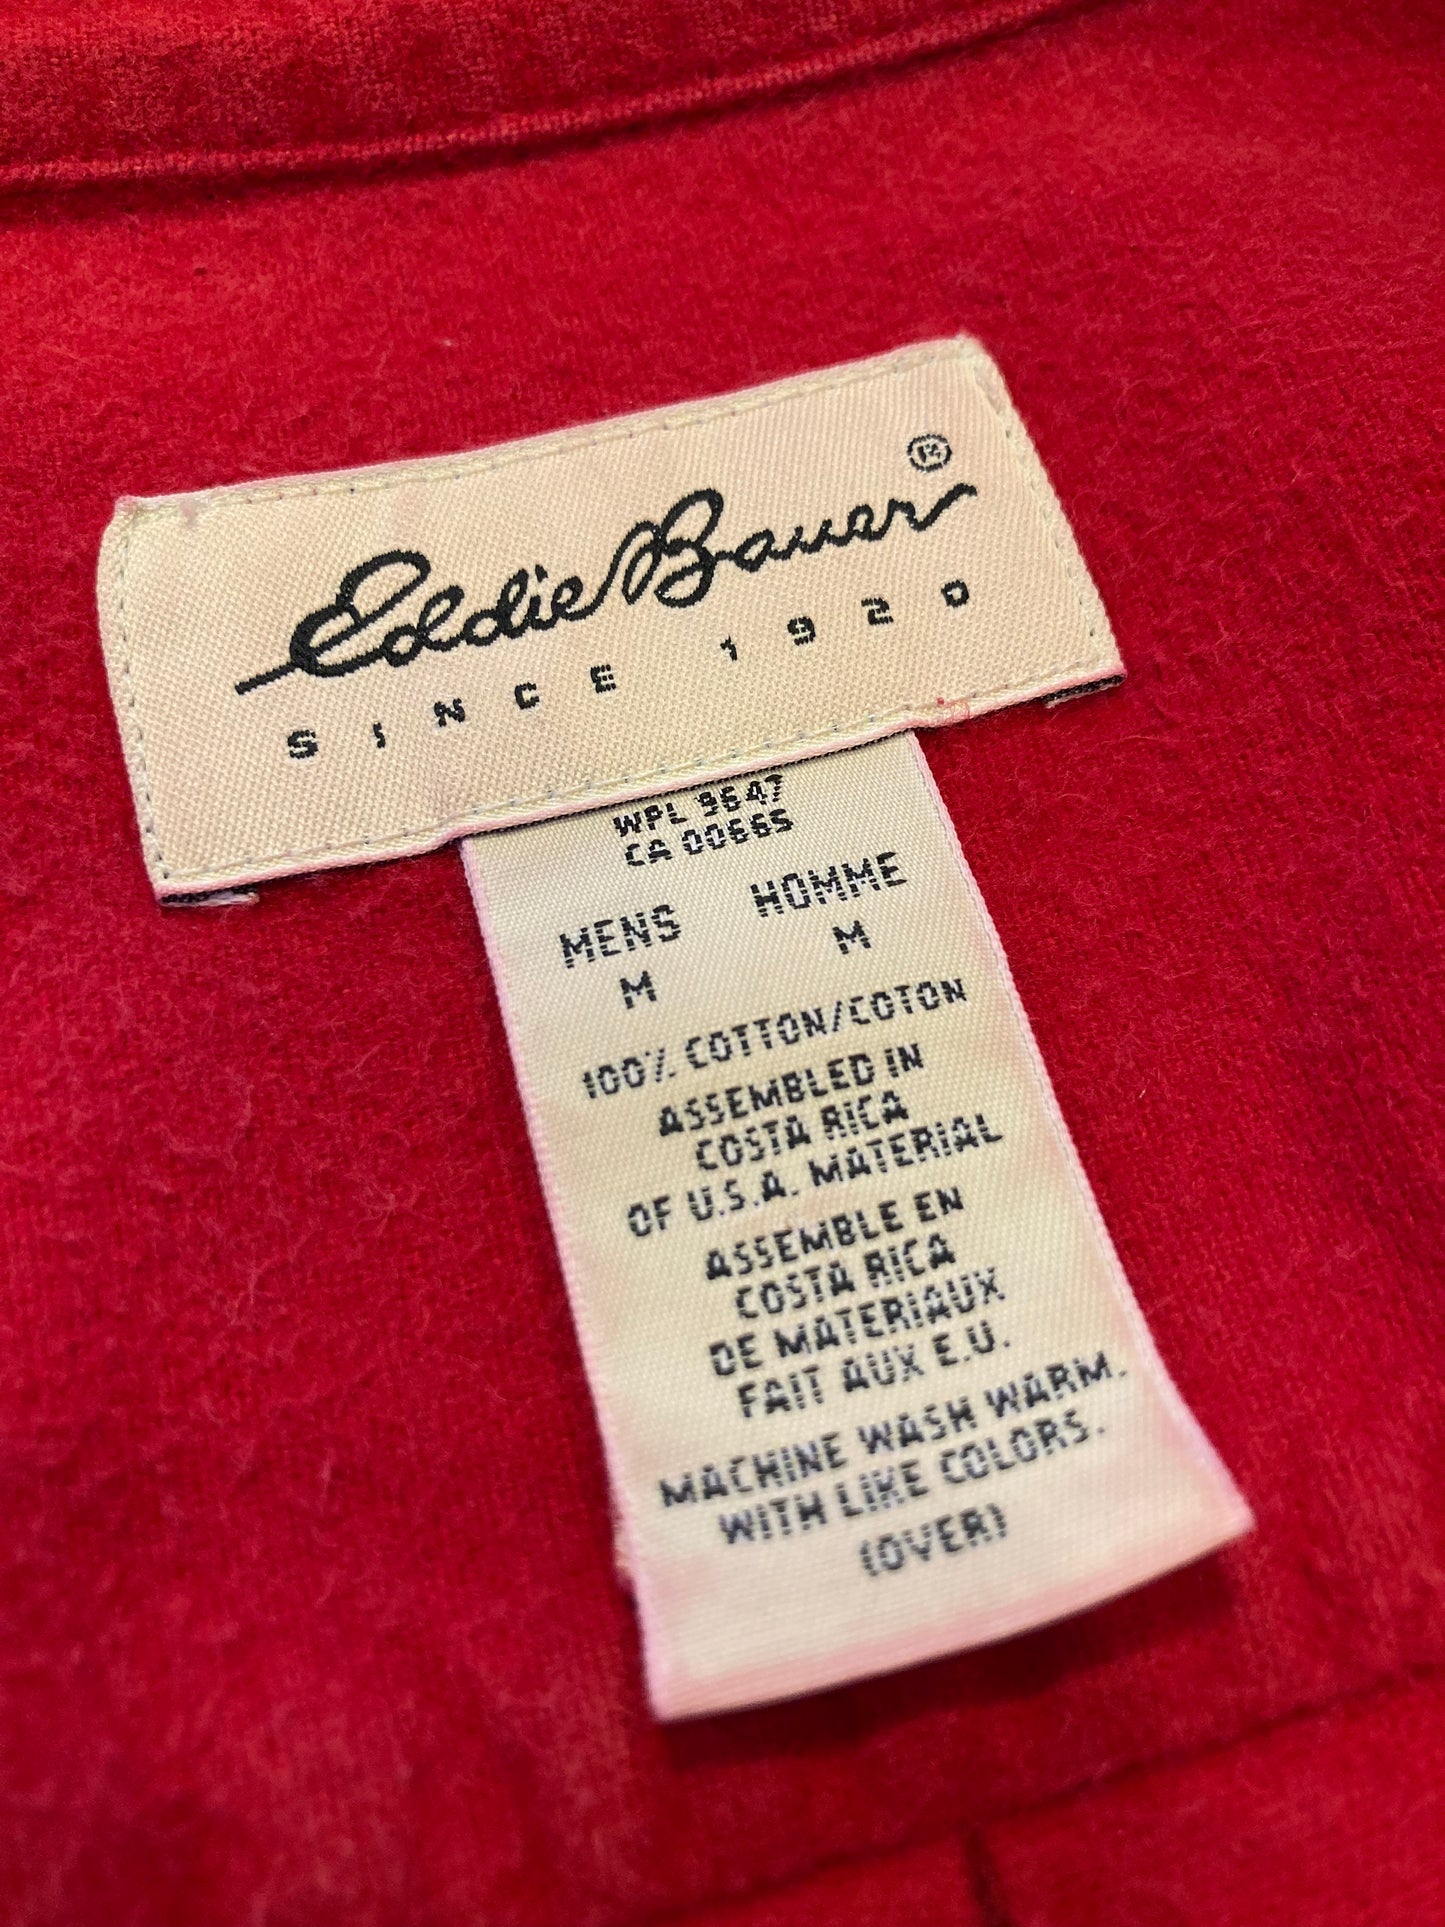 Eddie Bauer®
SINCE 1920
WPL 9647
CA 00665
MENS HOMME
M M
100% COTTON/COTON
ASSEMBLED IN
COSTA RICA
OF U.S.A. MATERIAL
ASSEMBLE EN
COSTA RICA
DE MATERIAUX
FAIT AUX E.U.
MACHINE WASH WARM.
WITH LIKE COLORS.
(OVER)